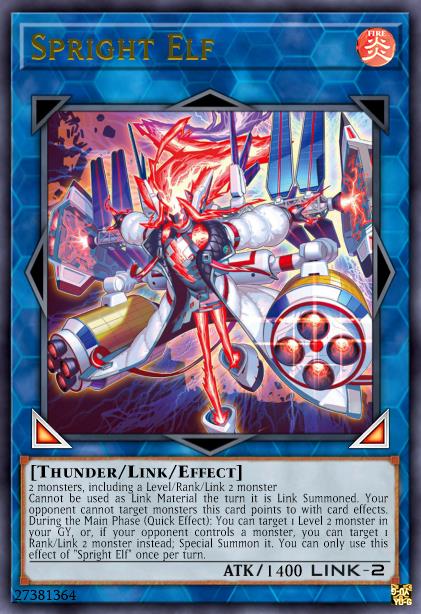 SPRIGHT ELF
FIRE
炎
[THUNDER/LINK/EFFECT]
2 monsters, including a Level/Rank/Link 2 monster
Cannot be used as Link Material the turn it is Link Summoned. Your
opponent cannot target monsters this card points to with card effects.
During the Main Phase (Quick Effect): You can target 1 Level 2 monster in
your GY, or, if your opponent controls a monster, you can target 1
Rank/Link 2 monster instead; Special Summon it. You can only use this
effect of "Spright Elf" once per turn.
ATK/1400 LINK-2
27381364